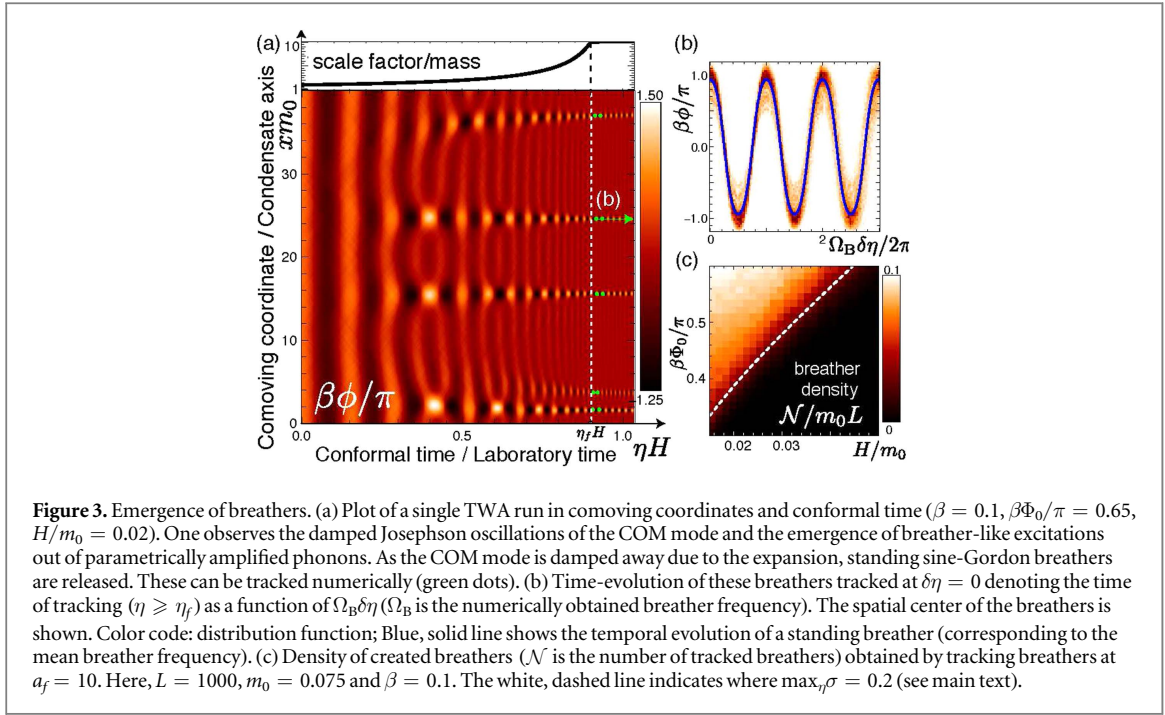 (a)
10
scale factor/mass
1
Comoving coordinate / Condensate axis
xm₀
30
20
10
0
βϕ/π
(b)
1.50
1.25
0.0
0.5
η_f H
1.0
ηH
Conformal time / Laboratory time
(b)
βϕ/π
1.0
0.0
-1.0
0
2
Ω_B δη/2π
(c)
βΦ₀/π
0.5
0.4
breather
density
𝒩/m₀L
0.1
0
0.02
0.03
H/m₀
Figure 3. Emergence of breathers. (a) Plot of a single TWA run in comoving coordinates and conformal time (β = 0.1, βΦ₀/π = 0.65,
H/m₀ = 0.02). One observes the damped Josephson oscillations of the COM mode and the emergence of breather-like excitations
out of parametrically amplified phonons. As the COM mode is damped away due to the expansion, standing sine-Gordon breathers
are released. These can be tracked numerically (green dots). (b) Time-evolution of these breathers tracked at δη = 0 denoting the time
of tracking (η ⩾ η_f) as a function of Ω_B δη (Ω_B is the numerically obtained breather frequency). The spatial center of the breathers is
shown. Color code: distribution function; Blue, solid line shows the temporal evolution of a standing breather (corresponding to the
mean breather frequency). (c) Density of created breathers (𝒩 is the number of tracked breathers) obtained by tracking breathers at
a_f = 10. Here, L = 1000, m₀ = 0.075 and β = 0.1. The white, dashed line indicates where max_η σ = 0.2 (see main text).